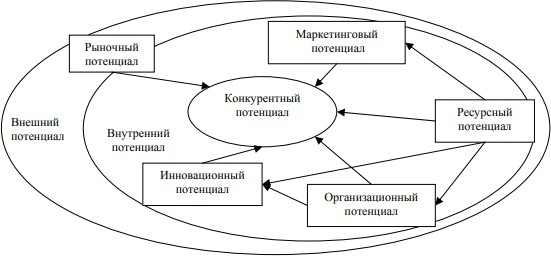 Рыночный
потенциал
Маркетинговый
потенциал
Конкурентный
потенциал
Ресурсный
потенциал
Внешний
потенциал
Внутренний
потенциал
Инновационный
потенциал
Организационный
потенциал